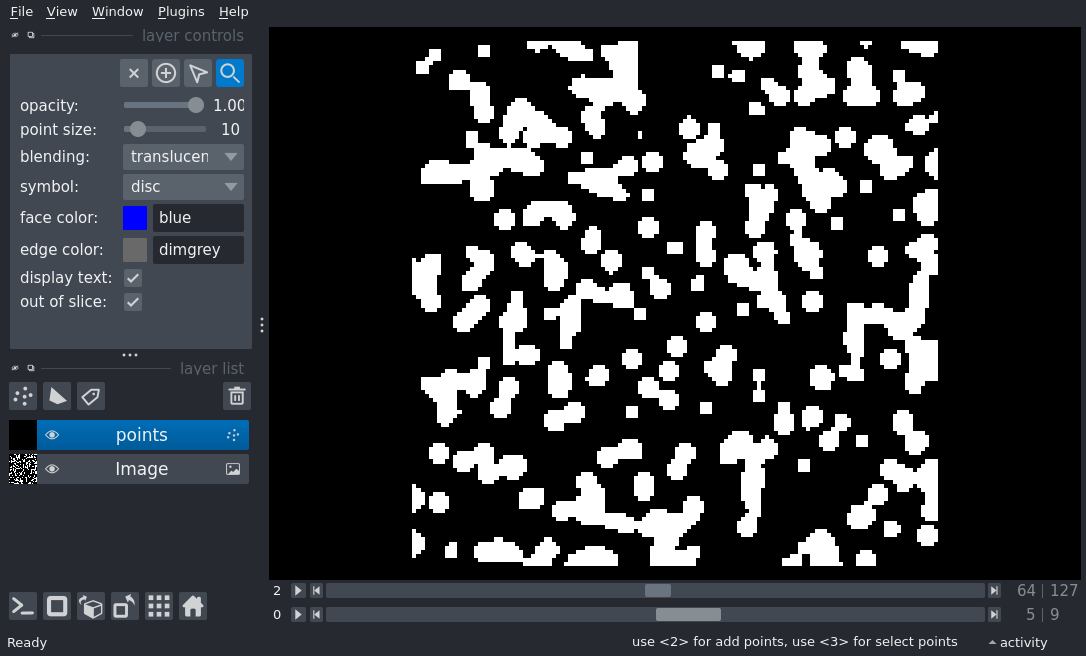 File View Window Plugins Help
layer controls
opacity: 1.00
point size: 10
blending: translucen
symbol: disc
face color: blue
edge color: dimgrey
display text:
out of slice:
layer list
points
Image
2 64 127
0 5 9
Ready use <2> for add points, use <3> for select points activity